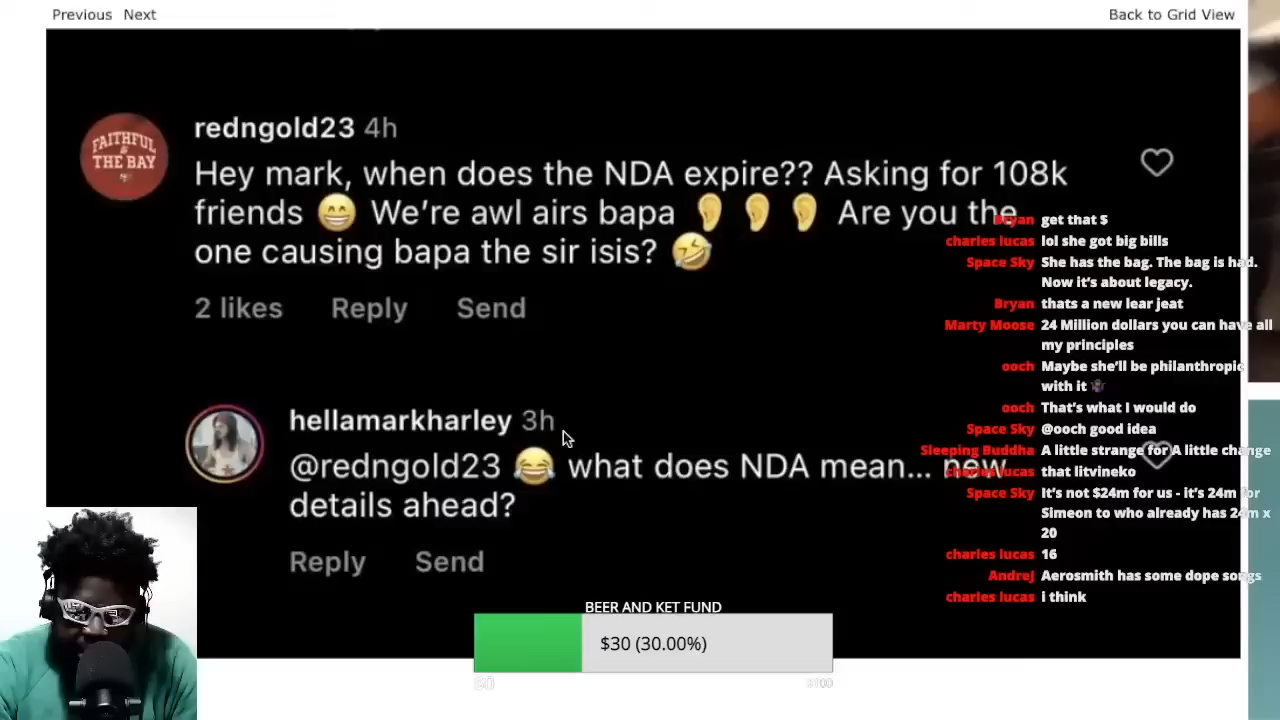 Previous Next
Back to Grid View
FAITHFUL
THE BAY
redngold23 4h
Hey mark, when does the NDA expire?? Asking for 108k
friends 😁 We're awl airs bapa 👂 👂 👂 Are you the
one causing bapa the sir isis? 🤣
2 likes Reply Send
hellamarkharley 3h
@redngold23 😂 what does NDA mean... new
details ahead?
Reply Send
Bryan get that $
charles lucas lol she got big bills
Space Sky She has the bag. The bag is had.
Now it's about legacy.
Bryan thats a new lear jeat
Marty Moose 24 Million dollars you can have all
my principles
ooch Maybe she'll be philanthropic
with it
ooch That's what I would do
Space Sky @ooch good idea
Sleeping Buddha A little strange for A little change
charles lucas that litvineko
Space Sky It's not $24m for us - it's 24m for
Simeon to who already has 24m x
20
charles lucas 16
Andrej Aerosmith has some dope songs
charles lucas i think
BEER AND KET FUND
$30 (30.00%)
$0 $100